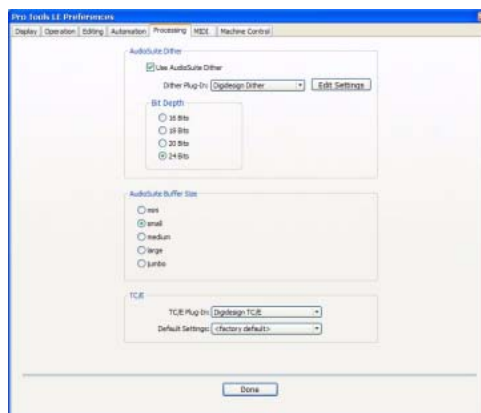 Pro Tools LE Preferences
Display Operation Editing Automation Processing MIDI Machine Control
AudioSuite Dither
Use AudioSuite Dither
Dither Plug-In: Digidesign Dither Edit Settings
Bit Depth
16 Bits
18 Bits
20 Bits
24 Bits
AudioSuite Buffer Size
mini
small
medium
large
jumbo
TC/E
TC/E Plug-In: Digidesign TC/E
Default Settings: <factory default>
Done